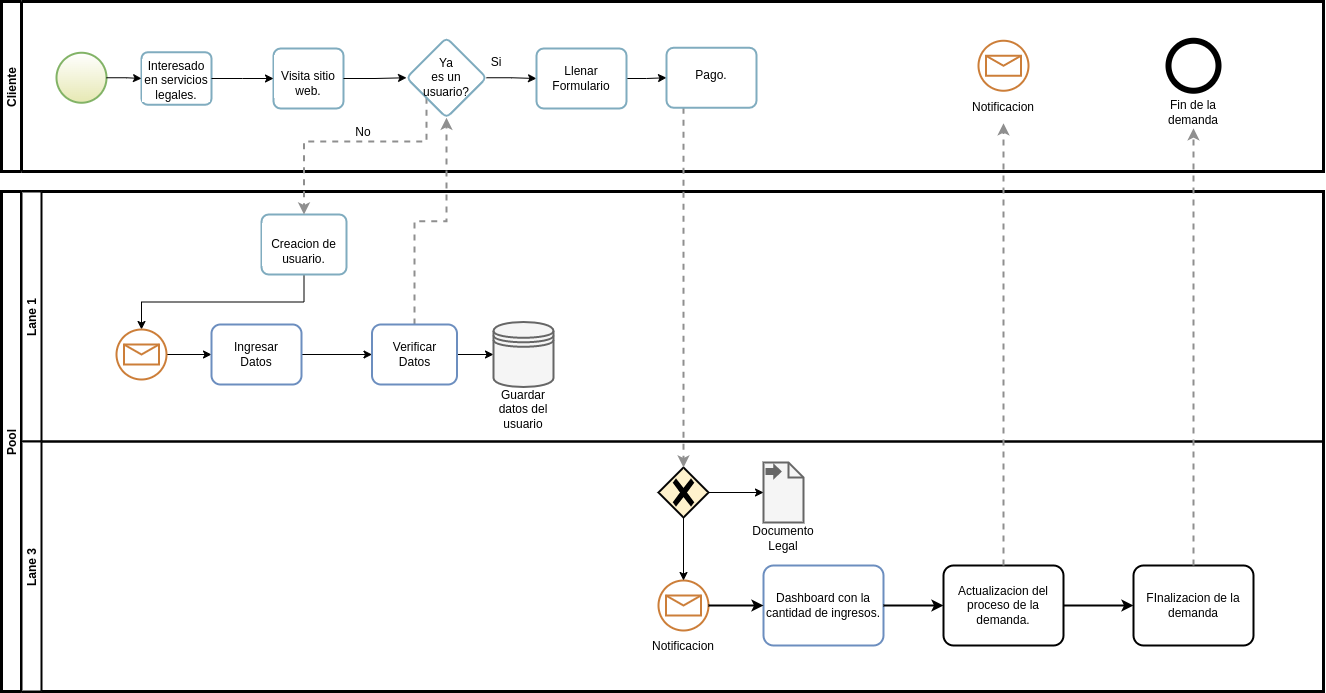 Cliente
Interesado
en servicios
legales.
Visita sitio
web.
Ya
es un
usuario?
Si
Llenar
Formulario
Pago.
Notificacion
Fin de la
demanda
No
Pool
Lane 1
Creacion de
usuario.
Ingresar
Datos
Verificar
Datos
Guardar
datos del
usuario
Lane 3
Documento
Legal
Notificacion
Dashboard con la
cantidad de ingresos.
Actualizacion del
proceso de la
demanda.
FInalizacion de la
demanda